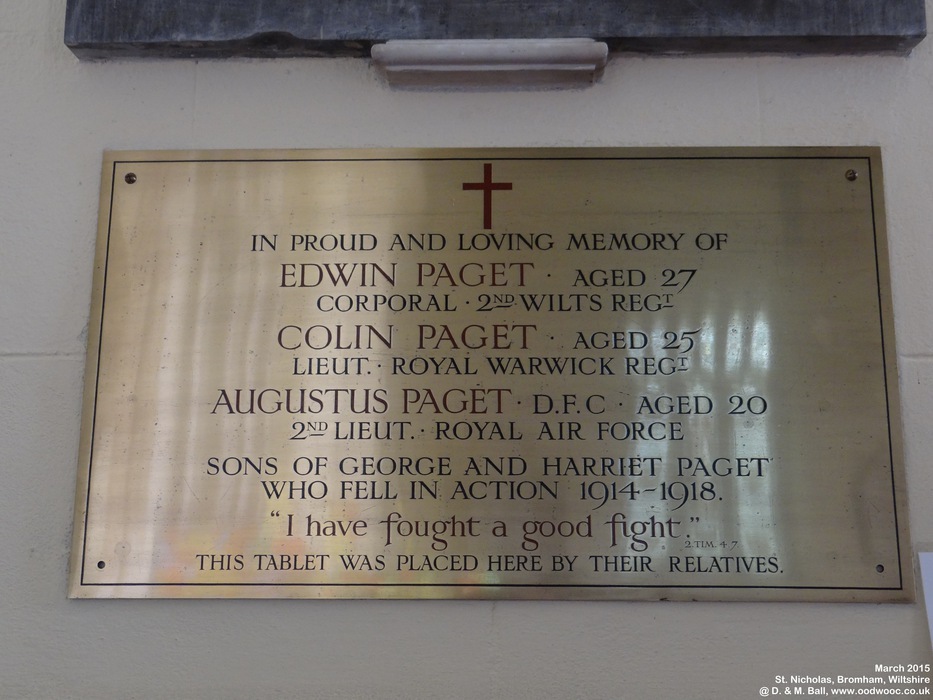 IN PROUD AND LOVING MEMORY OF
EDWIN PAGET · AGED 27
CORPORAL · 2ND WILTS REGT
COLIN PAGET · AGED 25
LIEUT. · ROYAL WARWICK REGT
AUGUSTUS PAGET · D.F.C · AGED 20
2ND LIEUT. · ROYAL AIR FORCE
SONS OF GEORGE AND HARRIET PAGET
WHO FELL IN ACTION 1914-1918.
"I have fought a good fight."
2 TIM. 4 7
THIS TABLET WAS PLACED HERE BY THEIR RELATIVES.
March 2015
St. Nicholas, Bromham, Wiltshire
@ D. & M. Ball, www.oodwooc.co.uk